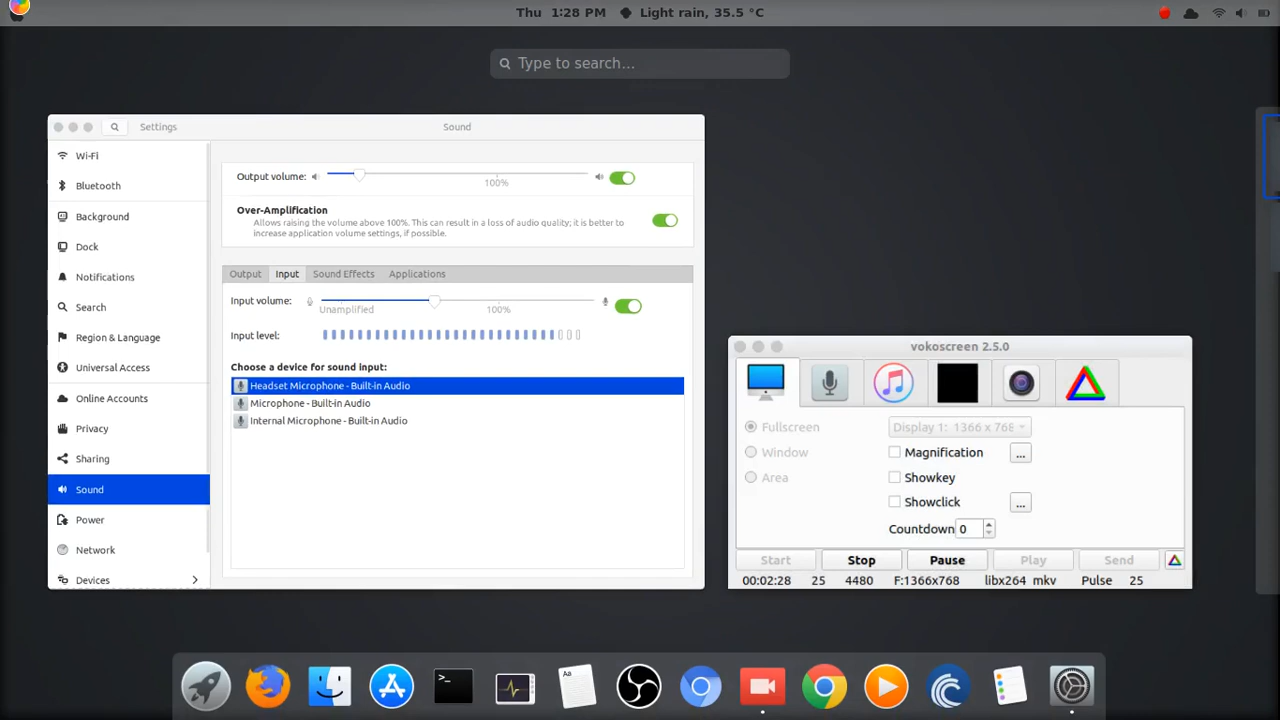 Thu 1:28 PM Light rain, 35.5 °C
Type to search...
Settings
Sound
Wi-Fi
Bluetooth
Background
Dock
Notifications
Search
Region & Language
Universal Access
Online Accounts
Privacy
Sharing
Sound
Power
Network
Devices
Output volume:
100%
Over-Amplification
Allows raising the volume above 100%. This can result in a loss of audio quality; it is better to
increase application volume settings, if possible.
Output Input Sound Effects Applications
Input volume:
Unamplified 100%
Input level:
Choose a device for sound input:
Headset Microphone - Built-in Audio
Microphone - Built-in Audio
Internal Microphone - Built-in Audio
vokoscreen 2.5.0
Fullscreen Display 1: 1366 x 768
Window Magnification ...
Area Showkey
Showclick ...
Countdown 0
Start Stop Pause Play Send
00:02:28 25 4480 F:1366x768 libx264 mkv Pulse 25
>_
Aa